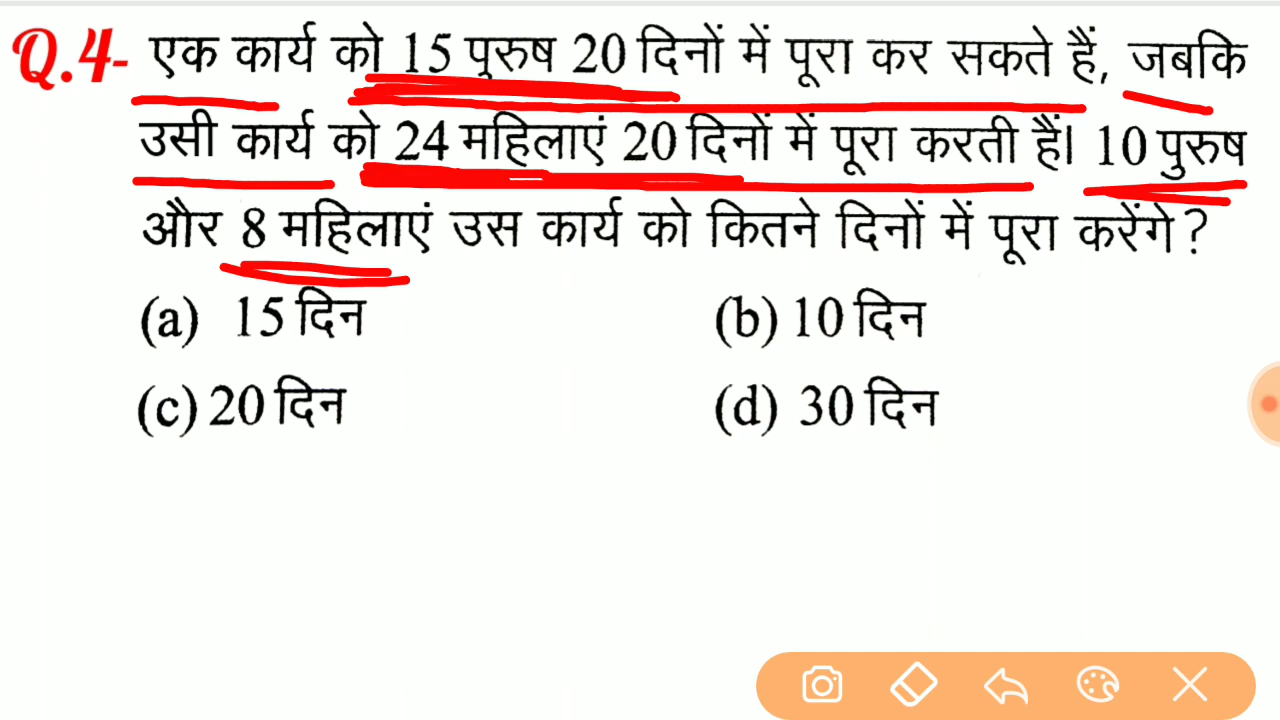 Q.4- एक कार्य को 15 पुरुष 20 दिनों में पूरा कर सकते हैं, जबकि
उसी कार्य को 24 महिलाएं 20 दिनों में पूरा करती हैं। 10 पुरुष
और 8 महिलाएं उस कार्य को कितने दिनों में पूरा करेंगे?
(a) 15 दिन (b) 10 दिन
(c) 20 दिन (d) 30 दिन